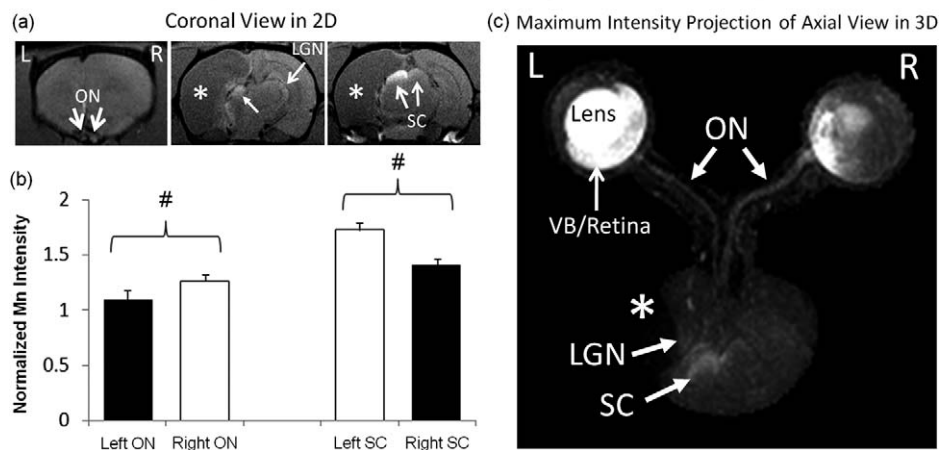 (a)
Coronal View in 2D
L
R
ON
*
LGN
*
SC
(b)
#
#
Normalized Mn Intensity
2
1.5
1
0.5
0
Left ON
Right ON
Left SC
Right SC
(c) Maximum Intensity Projection of Axial View in 3D
L
R
Lens
ON
VB/Retina
*
LGN
SC